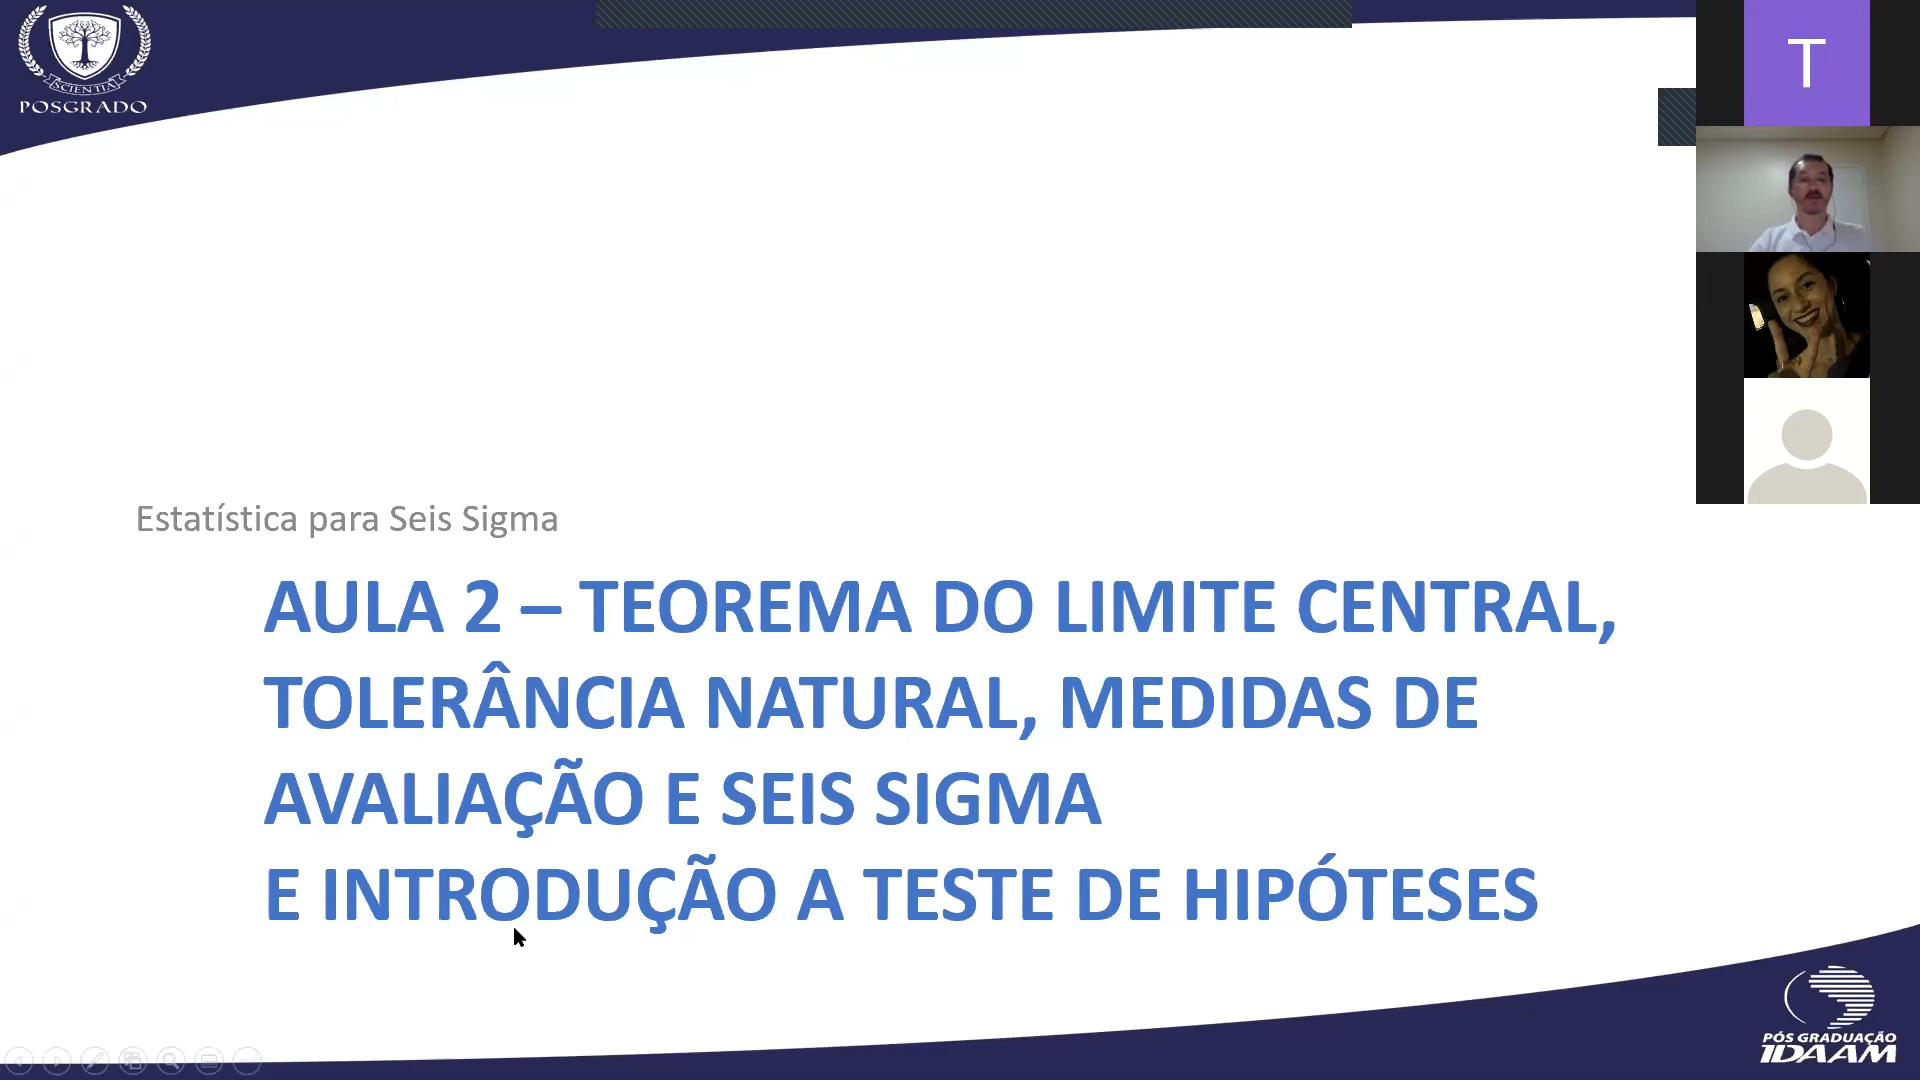 SCIENTIA
POSGRADO
T
Estatística para Seis Sigma
AULA 2 – TEOREMA DO LIMITE CENTRAL,
TOLERÂNCIA NATURAL, MEDIDAS DE
AVALIAÇÃO E SEIS SIGMA
E INTRODUÇÃO A TESTE DE HIPÓTESES
PÓS GRADUAÇÃO
IDAAM